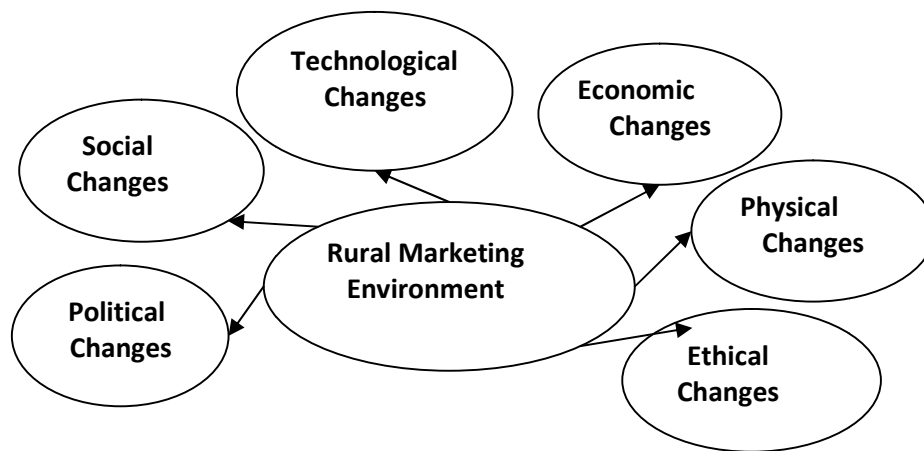 Technological
Changes
Economic
Changes
Social
Changes
Physical
Changes
Rural Marketing
Environment
Political
Changes
Ethical
Changes